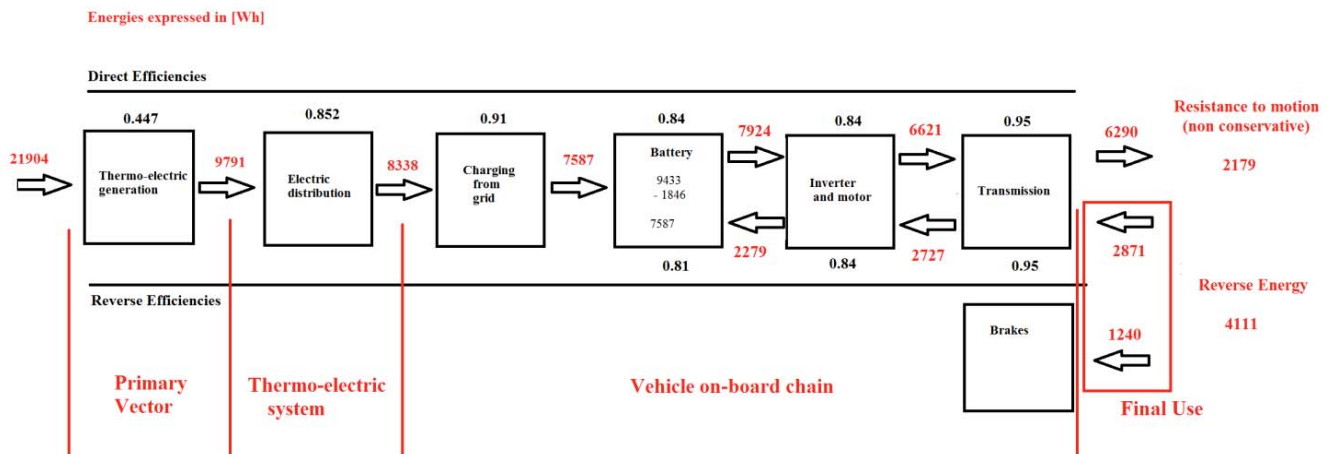 Energies expressed in [Wh]
Direct Efficiencies
0.447
0.852
0.91
0.84
0.84
0.95
21904
Thermo-electric
generation
9791
Electric
distribution
8338
Charging
from
grid
7587
Battery
9433
- 1846
7587
7924
2279
Inverter
and motor
6621
2727
Transmission
6290
2871
Resistance to motion
(non conservative)
2179
0.81
0.84
0.95
Reverse Efficiencies
Reverse Energy
4111
Brakes
1240
Primary
Vector
Thermo-electric
system
Vehicle on-board chain
Final Use